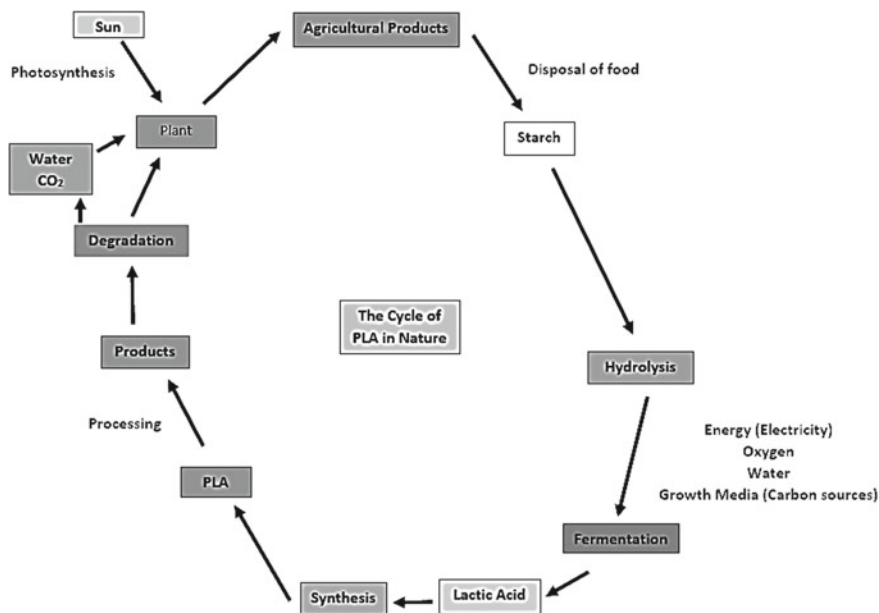 Sun
Agricultural Products
Photosynthesis
Disposal of food
Plant
Starch
Water
CO₂
Degradation
The Cycle of
PLA in Nature
Products
Hydrolysis
Processing
Energy (Electricity)
Oxygen
Water
Growth Media (Carbon sources)
PLA
Fermentation
Lactic Acid
Synthesis